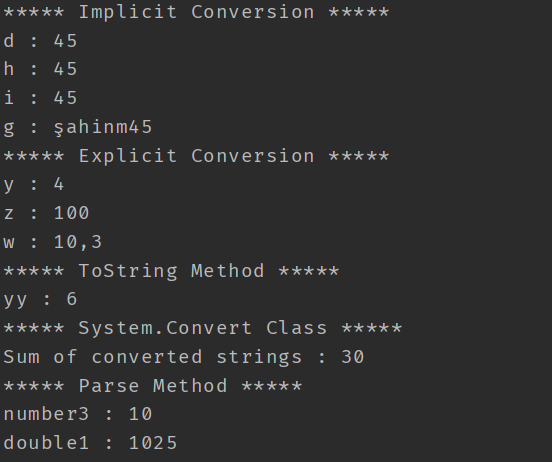 ***** Implicit Conversion *****
d : 45
h : 45
i : 45
g : şahinm45
***** Explicit Conversion *****
y : 4
z : 100
w : 10,3
***** ToString Method *****
yy : 6
***** System.Convert Class *****
Sum of converted strings : 30
***** Parse Method *****
number3 : 10
double1 : 1025